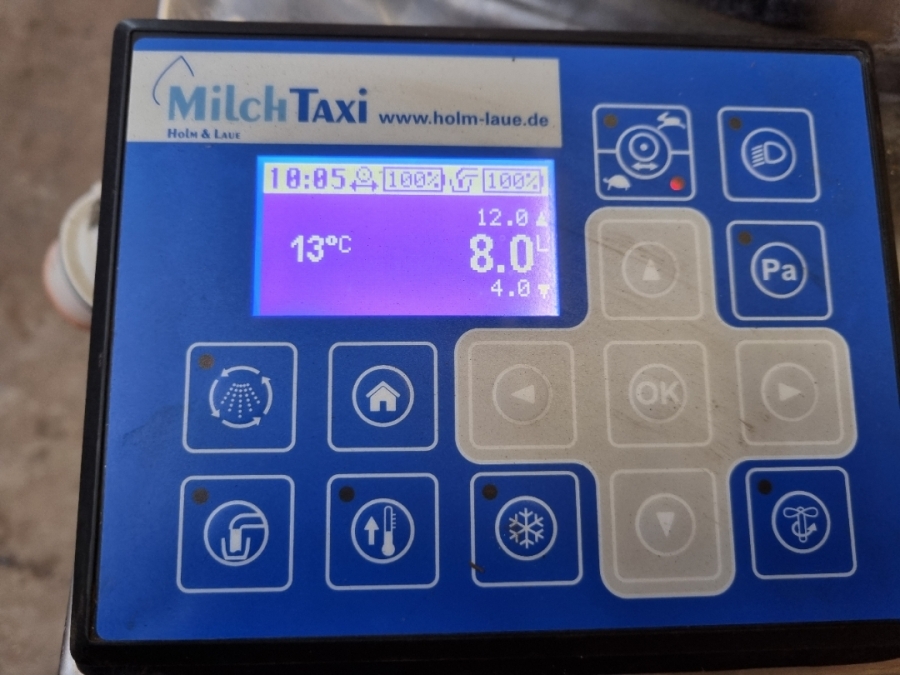 MilchTaxi www.holm-laue.de
Holm & Laue
10:05 100% 100%
12.0
13°C 8.0 L
4.0
Pa
OK